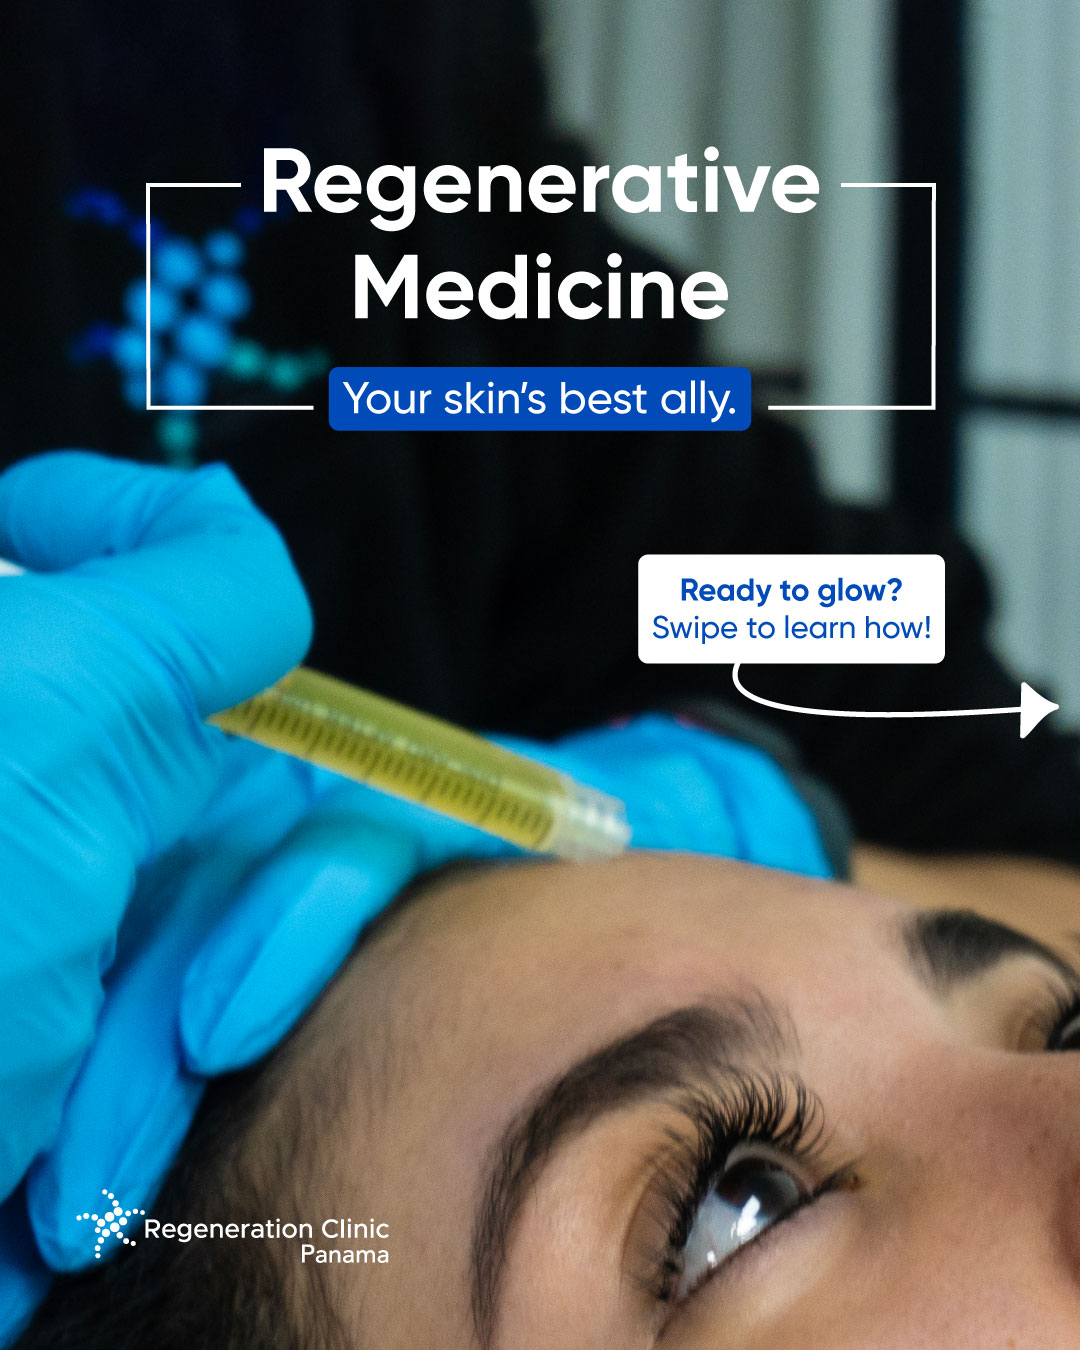 Regenerative
Medicine
Your skin's best ally.
Ready to glow?
Swipe to learn how!
Regeneration Clinic
Panama